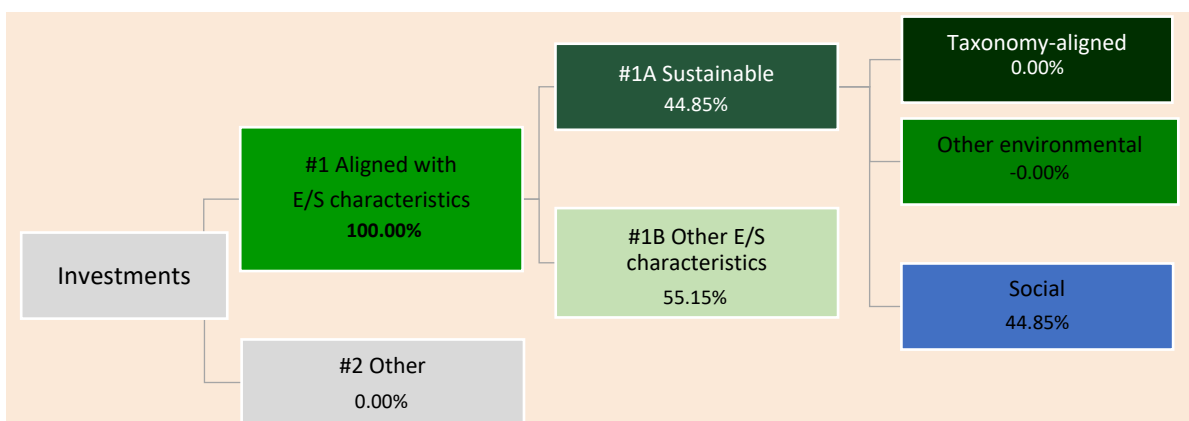 Investments
#1 Aligned with
E/S characteristics
100.00%
#2 Other
0.00%
#1A Sustainable
44.85%
#1B Other E/S
characteristics
55.15%
Taxonomy-aligned
0.00%
Other environmental
-0.00%
Social
44.85%